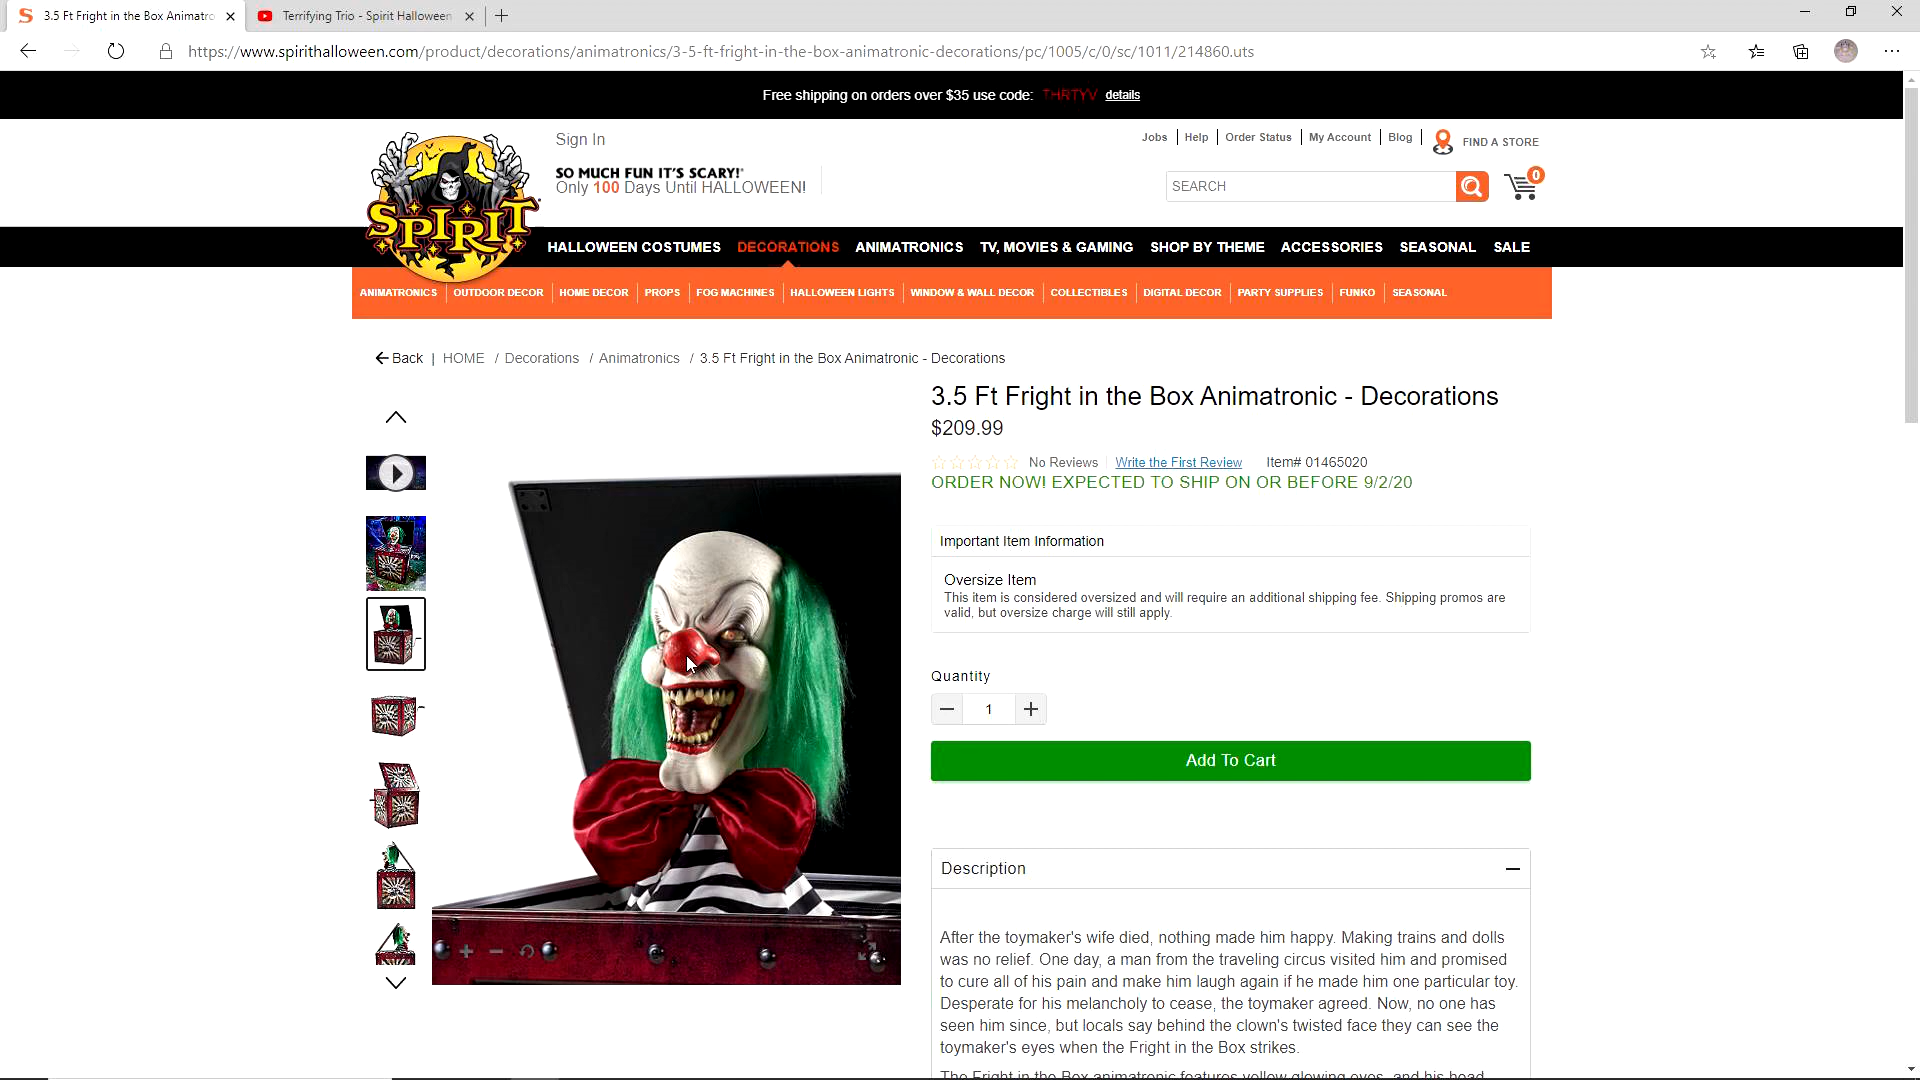 3.5 Ft Fright in the Box Animatro
Terrifying Trio - Spirit Halloween
https://www.spirithalloween.com/product/decorations/animatronics/3-5-ft-fright-in-the-box-animatronic-decorations/pc/1005/c/0/sc/1011/214860.uts
Free shipping on orders over $35 use code: THRTYV details
Sign In
Jobs Help Order Status My Account Blog FIND A STORE
SO MUCH FUN IT'S SCARY!
Only 100 Days Until HALLOWEEN!
SEARCH
0
SPIRIT
HALLOWEEN COSTUMES DECORATIONS ANIMATRONICS TV, MOVIES & GAMING SHOP BY THEME ACCESSORIES SEASONAL SALE
ANIMATRONICS OUTDOOR DECOR HOME DECOR PROPS FOG MACHINES HALLOWEEN LIGHTS WINDOW & WALL DECOR COLLECTIBLES DIGITAL DECOR PARTY SUPPLIES FUNKO SEASONAL
Back | HOME / Decorations / Animatronics / 3.5 Ft Fright in the Box Animatronic - Decorations
3.5 Ft Fright in the Box Animatronic - Decorations
$209.99
No Reviews Write the First Review Item# 01465020
ORDER NOW! EXPECTED TO SHIP ON OR BEFORE 9/2/20
Important Item Information
Oversize Item
This item is considered oversized and will require an additional shipping fee. Shipping promos are
valid, but oversize charge will still apply.
Quantity
1
Add To Cart
Description
After the toymaker's wife died, nothing made him happy. Making trains and dolls
was no relief. One day, a man from the traveling circus visited him and promised
to cure all of his pain and make him laugh again if he made him one particular toy.
Desperate for his melancholy to cease, the toymaker agreed. Now, no one has
seen him since, but locals say behind the clown's twisted face they can see the
toymaker's eyes when the Fright in the Box strikes.
The Fright in the Box animatronic features yellow glowing eyes, and his head